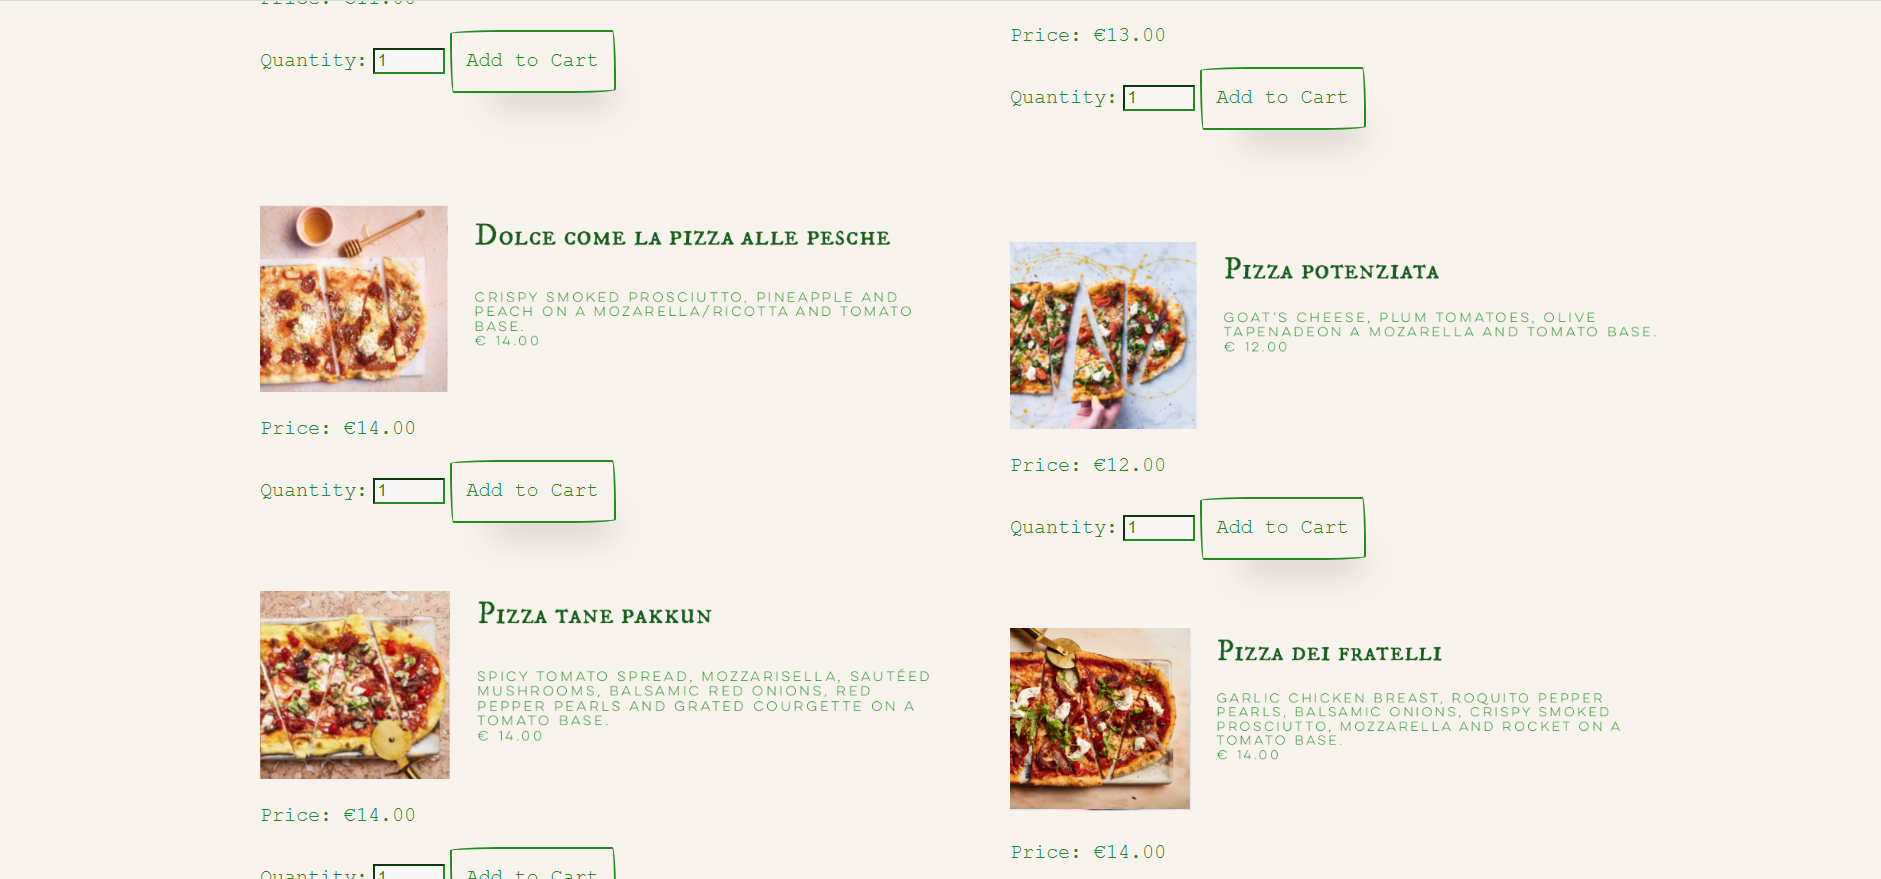 Price: €11.00
Quantity: 1 Add to Cart
Price: €13.00
Quantity: 1 Add to Cart
Dolce come la pizza alle pesche
CRISPY SMOKED PROSCIUTTO, PINEAPPLE AND
PEACH ON A MOZARELLA/RICOTTA AND TOMATO
BASE.
€ 14.00
Price: €14.00
Quantity: 1 Add to Cart
Pizza potenziata
GOAT'S CHEESE, PLUM TOMATOES, OLIVE
TAPENADEON A MOZARELLA AND TOMATO BASE.
€ 12.00
Price: €12.00
Quantity: 1 Add to Cart
Pizza tane pakkun
SPICY TOMATO SPREAD, MOZZARISELLA, SAUTÉED
MUSHROOMS, BALSAMIC RED ONIONS, RED
PEPPER PEARLS AND GRATED COURGETTE ON A
TOMATO BASE.
€ 14.00
Price: €14.00
Quantity: 1 Add to Cart
Pizza dei fratelli
GARLIC CHICKEN BREAST, ROQUITO PEPPER
PEARLS, BALSAMIC ONIONS, CRISPY SMOKED
PROSCIUTTO, MOZZARELLA AND ROCKET ON A
TOMATO BASE.
€ 14.00
Price: €14.00